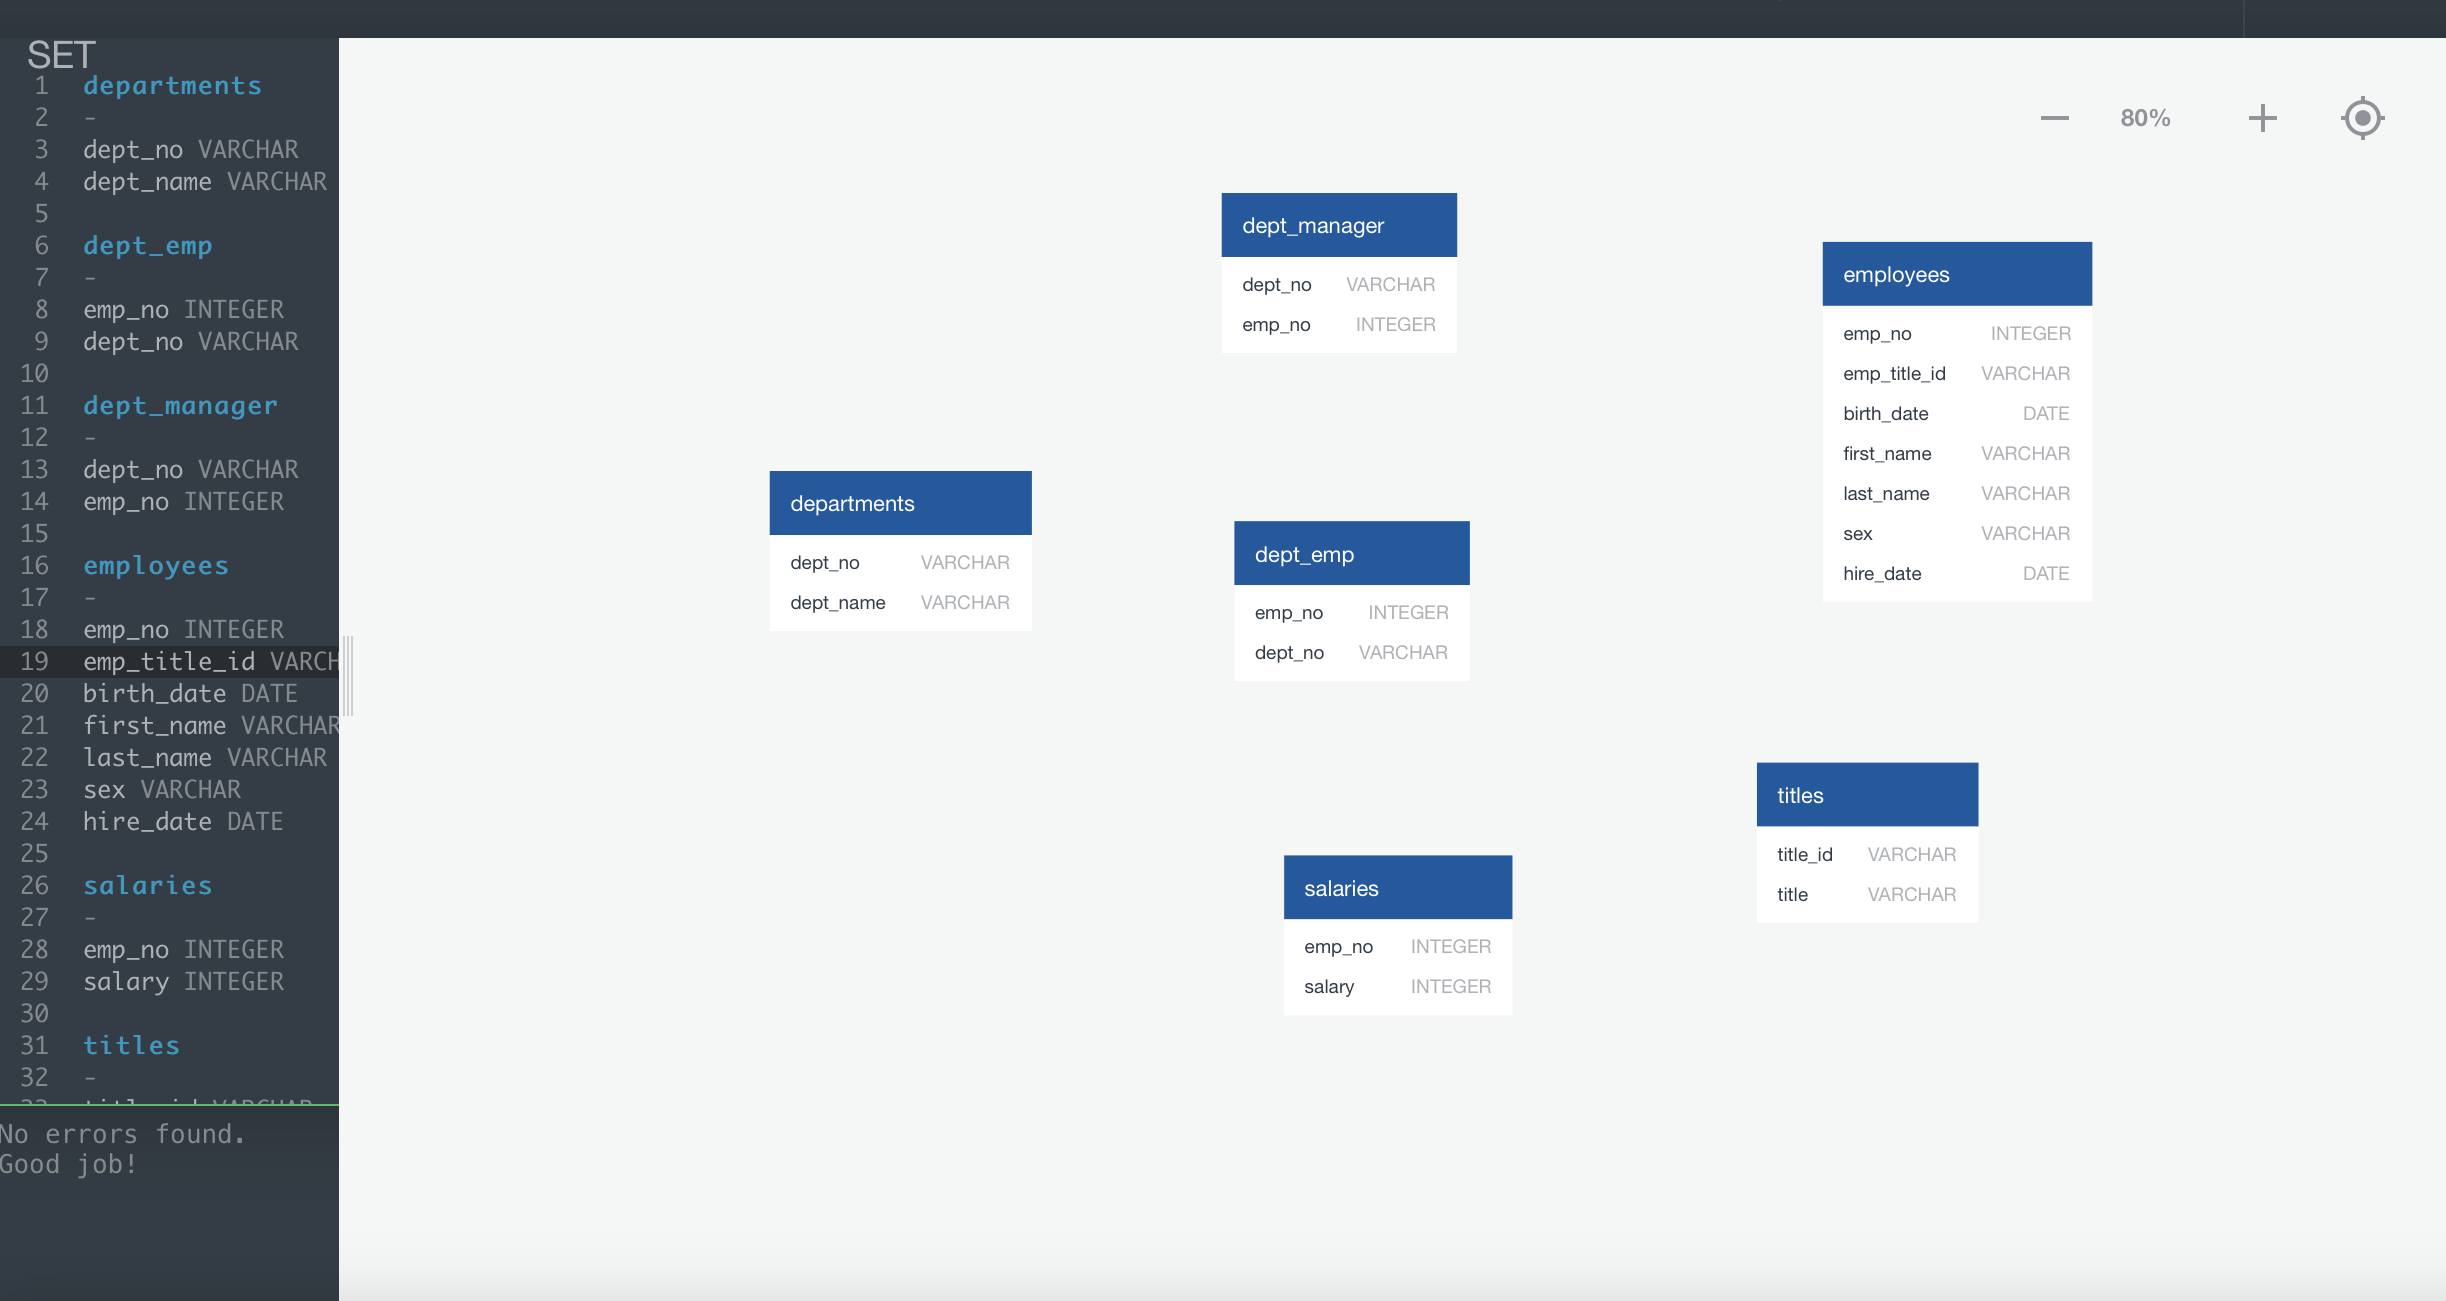 SET
1 departments
2 -
3 dept_no VARCHAR
4 dept_name VARCHAR
5
6 dept_emp
7 -
8 emp_no INTEGER
9 dept_no VARCHAR
10
11 dept_manager
12 -
13 dept_no VARCHAR
14 emp_no INTEGER
15
16 employees
17 -
18 emp_no INTEGER
19 emp_title_id VARCH
20 birth_date DATE
21 first_name VARCHAR
22 last_name VARCHAR
23 sex VARCHAR
24 hire_date DATE
25
26 salaries
27 -
28 emp_no INTEGER
29 salary INTEGER
30
31 titles
32 -
33 title_id VARCHAR
No errors found.
Good job!
80%
dept_manager
dept_no VARCHAR
emp_no INTEGER
employees
emp_no INTEGER
emp_title_id VARCHAR
birth_date DATE
first_name VARCHAR
last_name VARCHAR
sex VARCHAR
hire_date DATE
departments
dept_no VARCHAR
dept_name VARCHAR
dept_emp
emp_no INTEGER
dept_no VARCHAR
titles
title_id VARCHAR
title VARCHAR
salaries
emp_no INTEGER
salary INTEGER